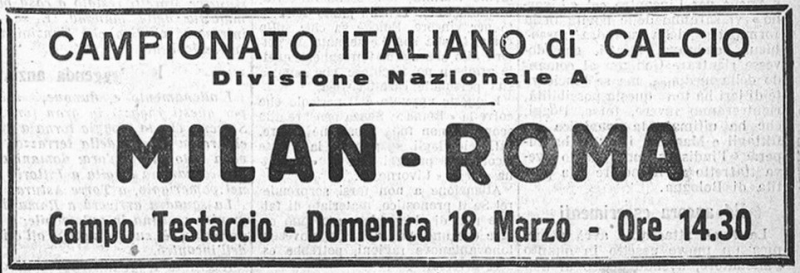 CAMPIONATO ITALIANO di CALCIO
Divisione Nazionale A
MILAN - ROMA
Campo Testaccio - Domenica 18 Marzo - Ore 14.30